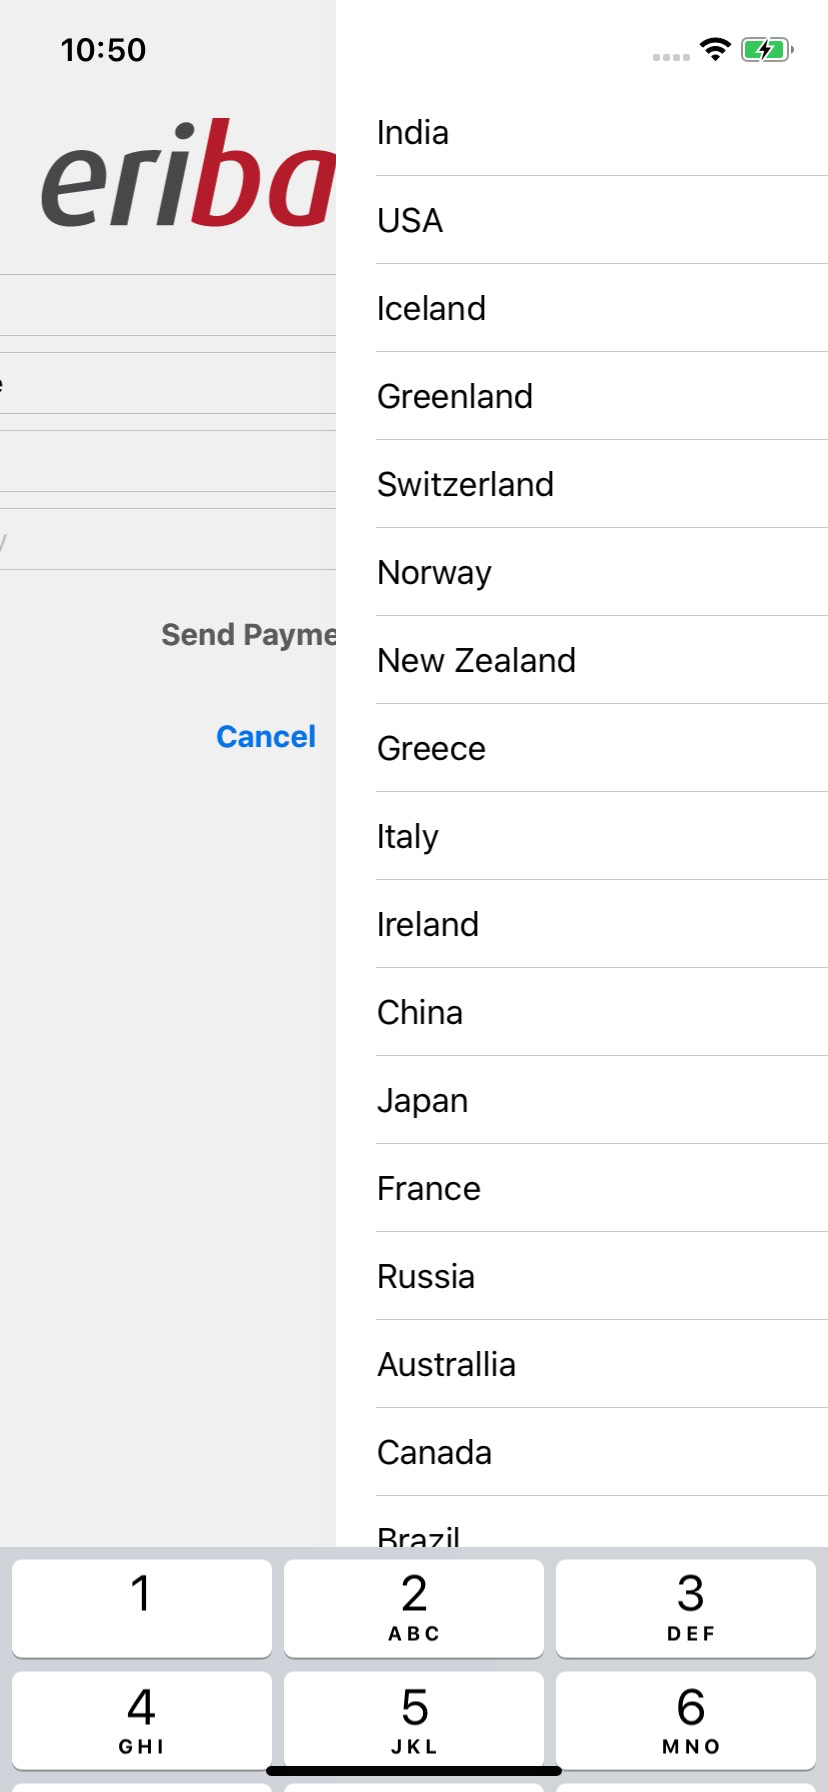 10:50
eriba
e
y
Send Payme
Cancel
India
USA
Iceland
Greenland
Switzerland
Norway
New Zealand
Greece
Italy
Ireland
China
Japan
France
Russia
Australlia
Canada
Brazil
1
2
ABC
3
DEF
4
GHI
5
JKL
6
MNO